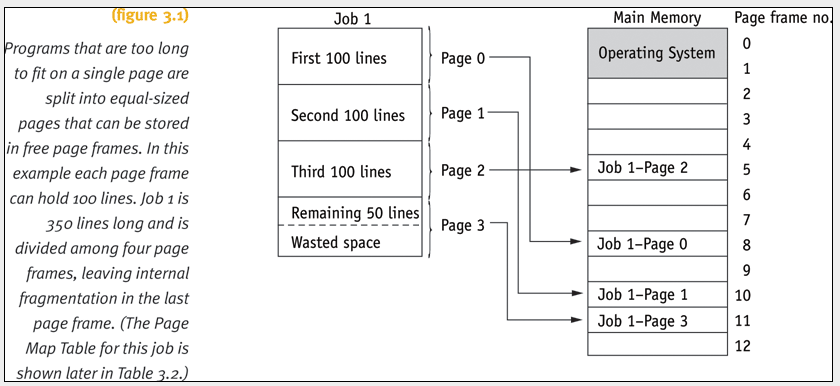 (figure 3.1)
Programs that are too long
to fit on a single page are
split into equal-sized
pages that can be stored
in free page frames. In this
example each page frame
can hold 100 lines. Job 1 is
350 lines long and is
divided among four page
frames, leaving internal
fragmentation in the last
page frame. (The Page
Map Table for this job is
shown later in Table 3.2.)
Job 1
First 100 lines
Second 100 lines
Third 100 lines
Remaining 50 lines
Wasted space
Page 0
Page 1
Page 2
Page 3
Main Memory
Operating System
Job 1–Page 2
Job 1–Page 0
Job 1–Page 1
Job 1–Page 3
Page frame no.
0
1
2
3
4
5
6
7
8
9
10
11
12